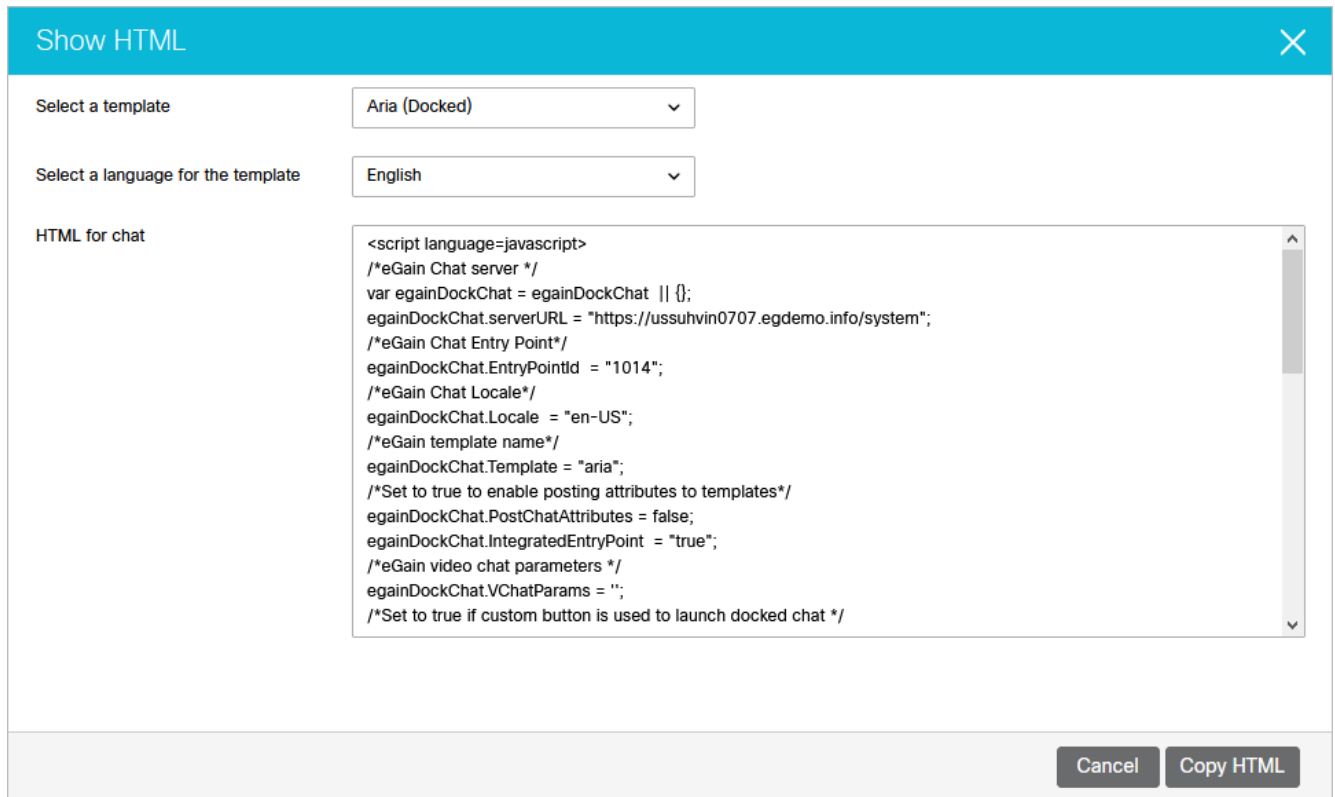 Show HTML
Select a template
Aria (Docked)
Select a language for the template
English
HTML for chat
<script language=javascript>
/*eGain Chat server */
var egainDockChat = egainDockChat  || {};
egainDockChat.serverURL = "https://ussuhvin0707.egdemo.info/system";
/*eGain Chat Entry Point*/
egainDockChat.EntryPointId  = "1014";
/*eGain Chat Locale*/
egainDockChat.Locale  = "en-US";
/*eGain template name*/
egainDockChat.Template = "aria";
/*Set to true to enable posting attributes to templates*/
egainDockChat.PostChatAttributes = false;
egainDockChat.IntegratedEntryPoint  = "true";
/*eGain video chat parameters */
egainDockChat.VChatParams = '';
/*Set to true if custom button is used to launch docked chat */
Cancel
Copy HTML